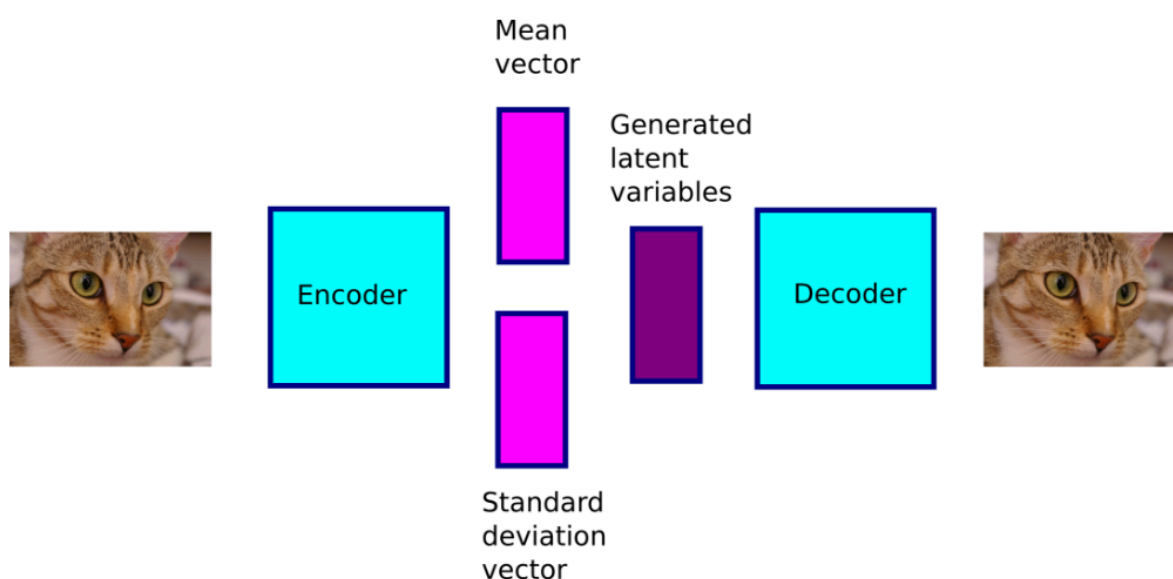 Mean
vector
Generated
latent
variables
Encoder
Decoder
Standard
deviation
vector